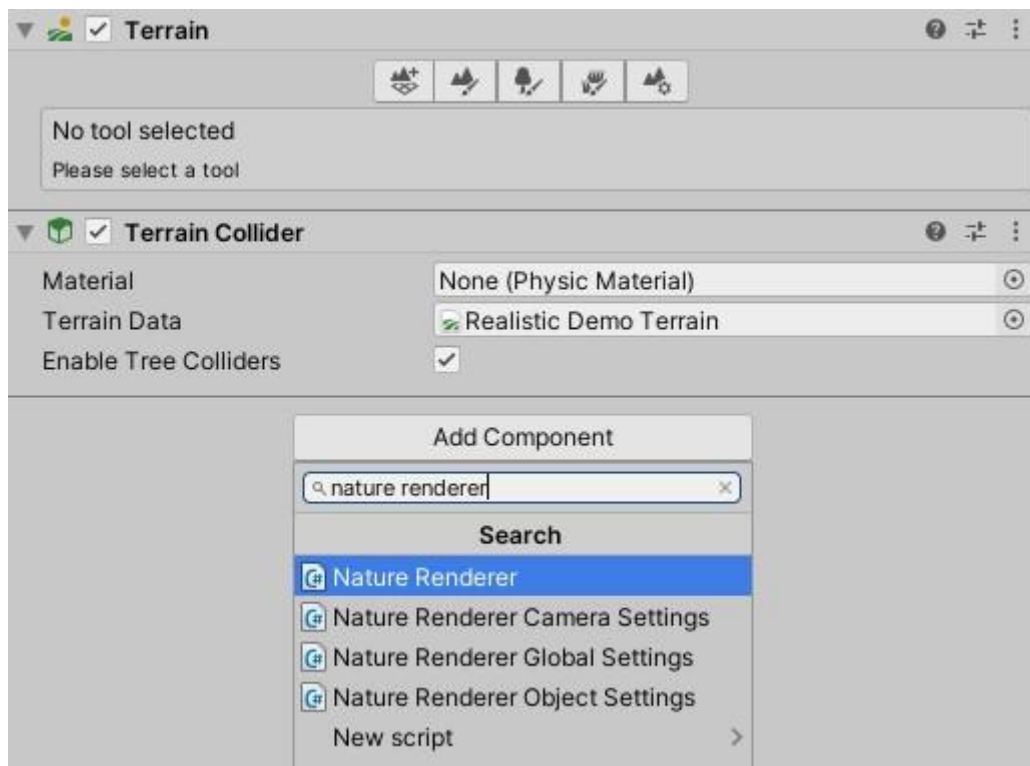 Terrain
No tool selected
Please select a tool
Terrain Collider
Material None (Physic Material)
Terrain Data Realistic Demo Terrain
Enable Tree Colliders
Add Component
nature renderer
Search
Nature Renderer
Nature Renderer Camera Settings
Nature Renderer Global Settings
Nature Renderer Object Settings
New script